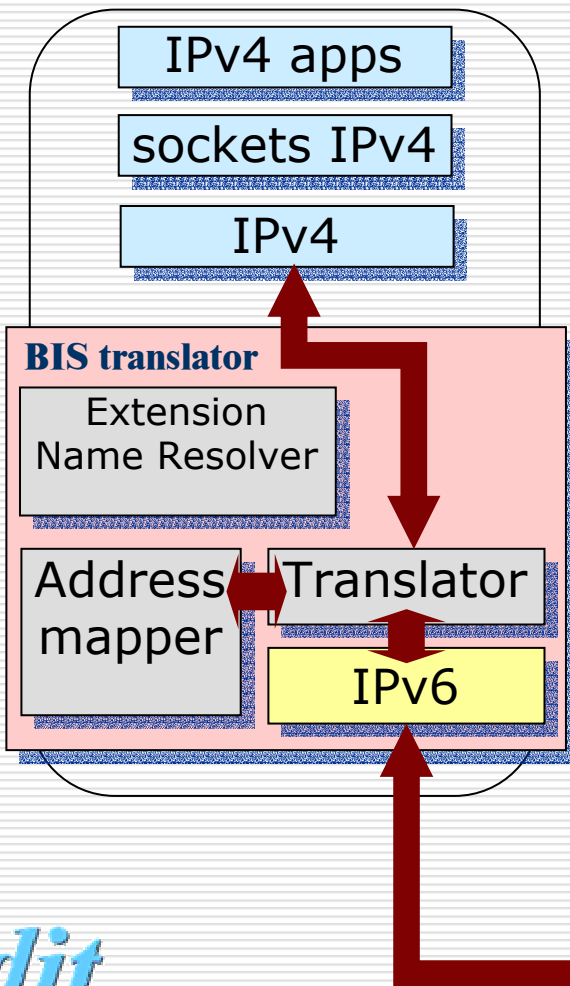 IPv4 apps
sockets IPv4
IPv4
BIS translator
Extension
Name Resolver
Address
mapper
Translator
IPv6